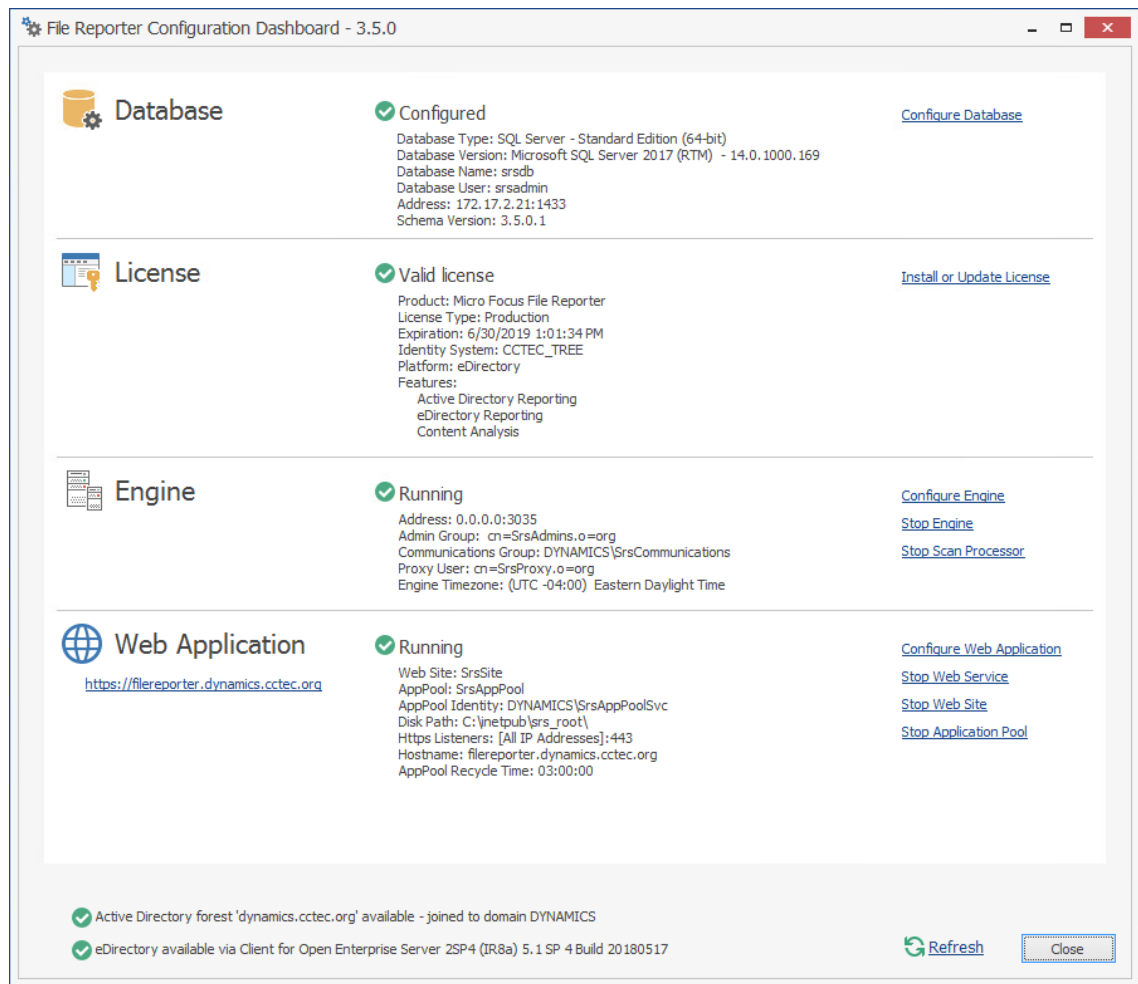 File Reporter Configuration Dashboard - 3.5.0
Database
Configured
Configure Database
Database Type: SQL Server - Standard Edition (64-bit)
Database Version: Microsoft SQL Server 2017 (RTM)  - 14.0.1000.169
Database Name: srsdb
Database User: srsadmin
Address: 172.17.2.21:1433
Schema Version: 3.5.0.1
License
Valid license
Install or Update License
Product: Micro Focus File Reporter
License Type: Production
Expiration: 6/30/2019 1:01:34 PM
Identity System: CCTEC_TREE
Platform: eDirectory
Features:
Active Directory Reporting
eDirectory Reporting
Content Analysis
Engine
Running
Configure Engine
Address: 0.0.0.0:3035
Stop Engine
Admin Group:  cn=SrsAdmins.o=org
Communications Group: DYNAMICS\SrsCommunications
Stop Scan Processor
Proxy User: cn=SrsProxy.o=org
Engine Timezone: (UTC -04:00)  Eastern Daylight Time
Web Application
Running
Configure Web Application
https://filereporter.dynamics.cctec.org
Web Site: SrsSite
Stop Web Service
AppPool: SrsAppPool
AppPool Identity: DYNAMICS\SrsAppPoolSvc
Stop Web Site
Disk Path: C:\inetpub\srs_root\
Https Listeners: [All IP Addresses]:443
Stop Application Pool
Hostname: filereporter.dynamics.cctec.org
AppPool Recycle Time: 03:00:00
Active Directory forest 'dynamics.cctec.org' available - joined to domain DYNAMICS
eDirectory available via Client for Open Enterprise Server 2SP4 (IR8a) 5.1 SP 4 Build 20180517
Refresh
Close